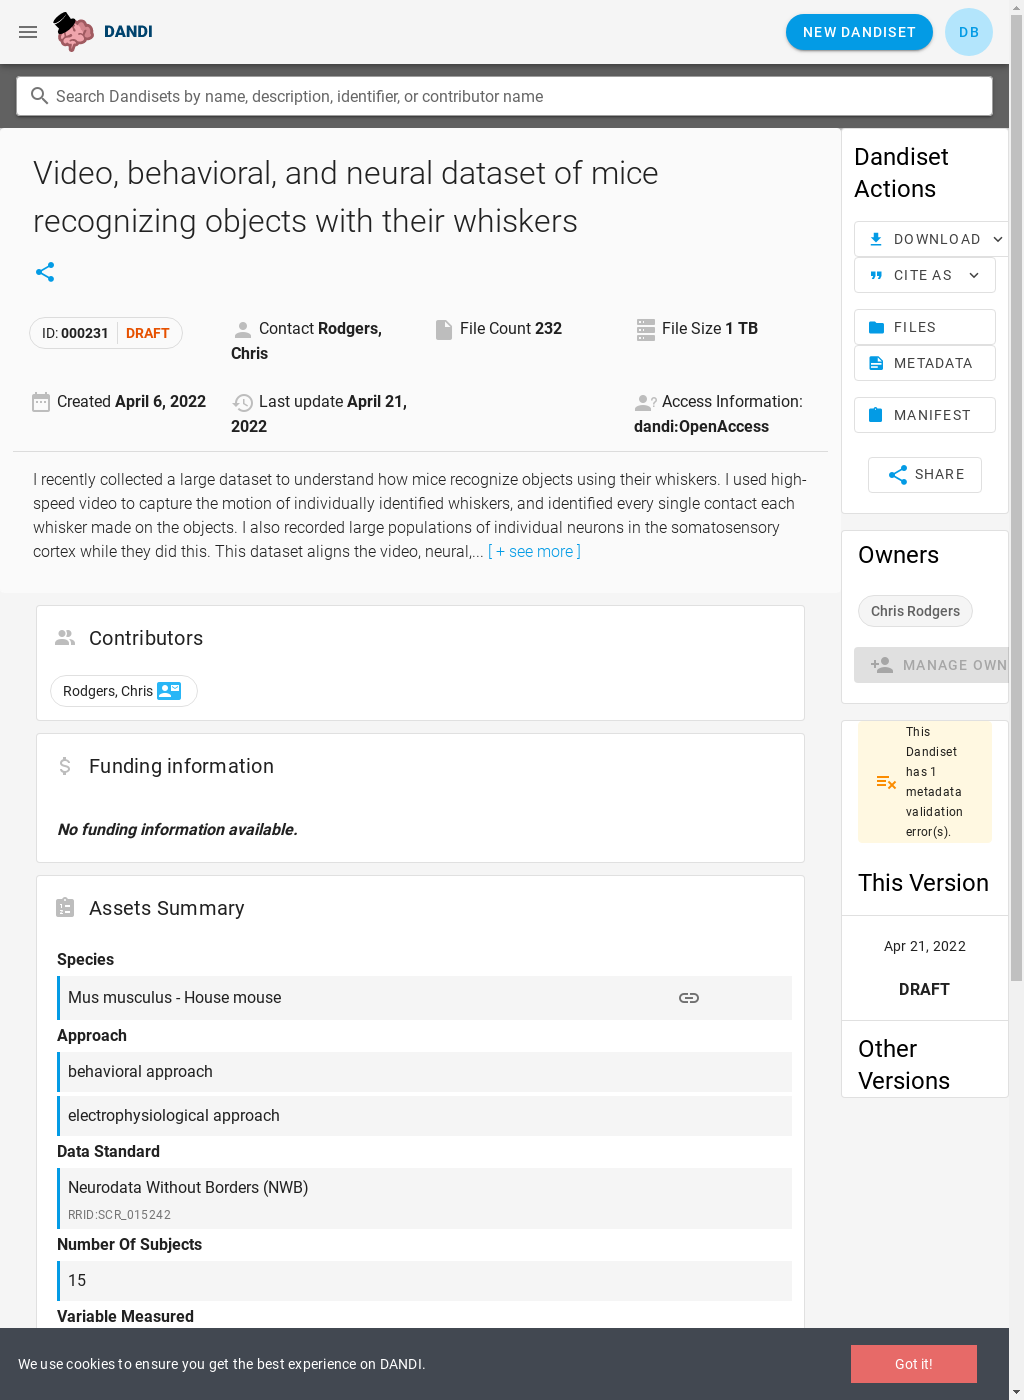 DANDI
NEW DANDISET
DB
Search Dandisets by name, description, identifier, or contributor name
Video, behavioral, and neural dataset of mice
recognizing objects with their whiskers
ID: 000231 DRAFT
Contact Rodgers,
Chris
File Count 232
File Size 1 TB
Created April 6, 2022
Last update April 21,
2022
Access Information:
dandi:OpenAccess
I recently collected a large dataset to understand how mice recognize objects using their whiskers. I used high-
speed video to capture the motion of individually identified whiskers, and identified every single contact each
whisker made on the objects. I also recorded large populations of individual neurons in the somatosensory
cortex while they did this. This dataset aligns the video, neural,... [ + see more ]
Contributors
Rodgers, Chris
Funding information
No funding information available.
Assets Summary
Species
Mus musculus - House mouse
Approach
behavioral approach
electrophysiological approach
Data Standard
Neurodata Without Borders (NWB)
RRID:SCR_015242
Number Of Subjects
15
Variable Measured
Dandiset
Actions
DOWNLOAD
CITE AS
FILES
METADATA
MANIFEST
SHARE
Owners
Chris Rodgers
MANAGE OWN
This
Dandiset
has 1
metadata
validation
error(s).
This Version
Apr 21, 2022
DRAFT
Other
Versions
We use cookies to ensure you get the best experience on DANDI.
Got it!